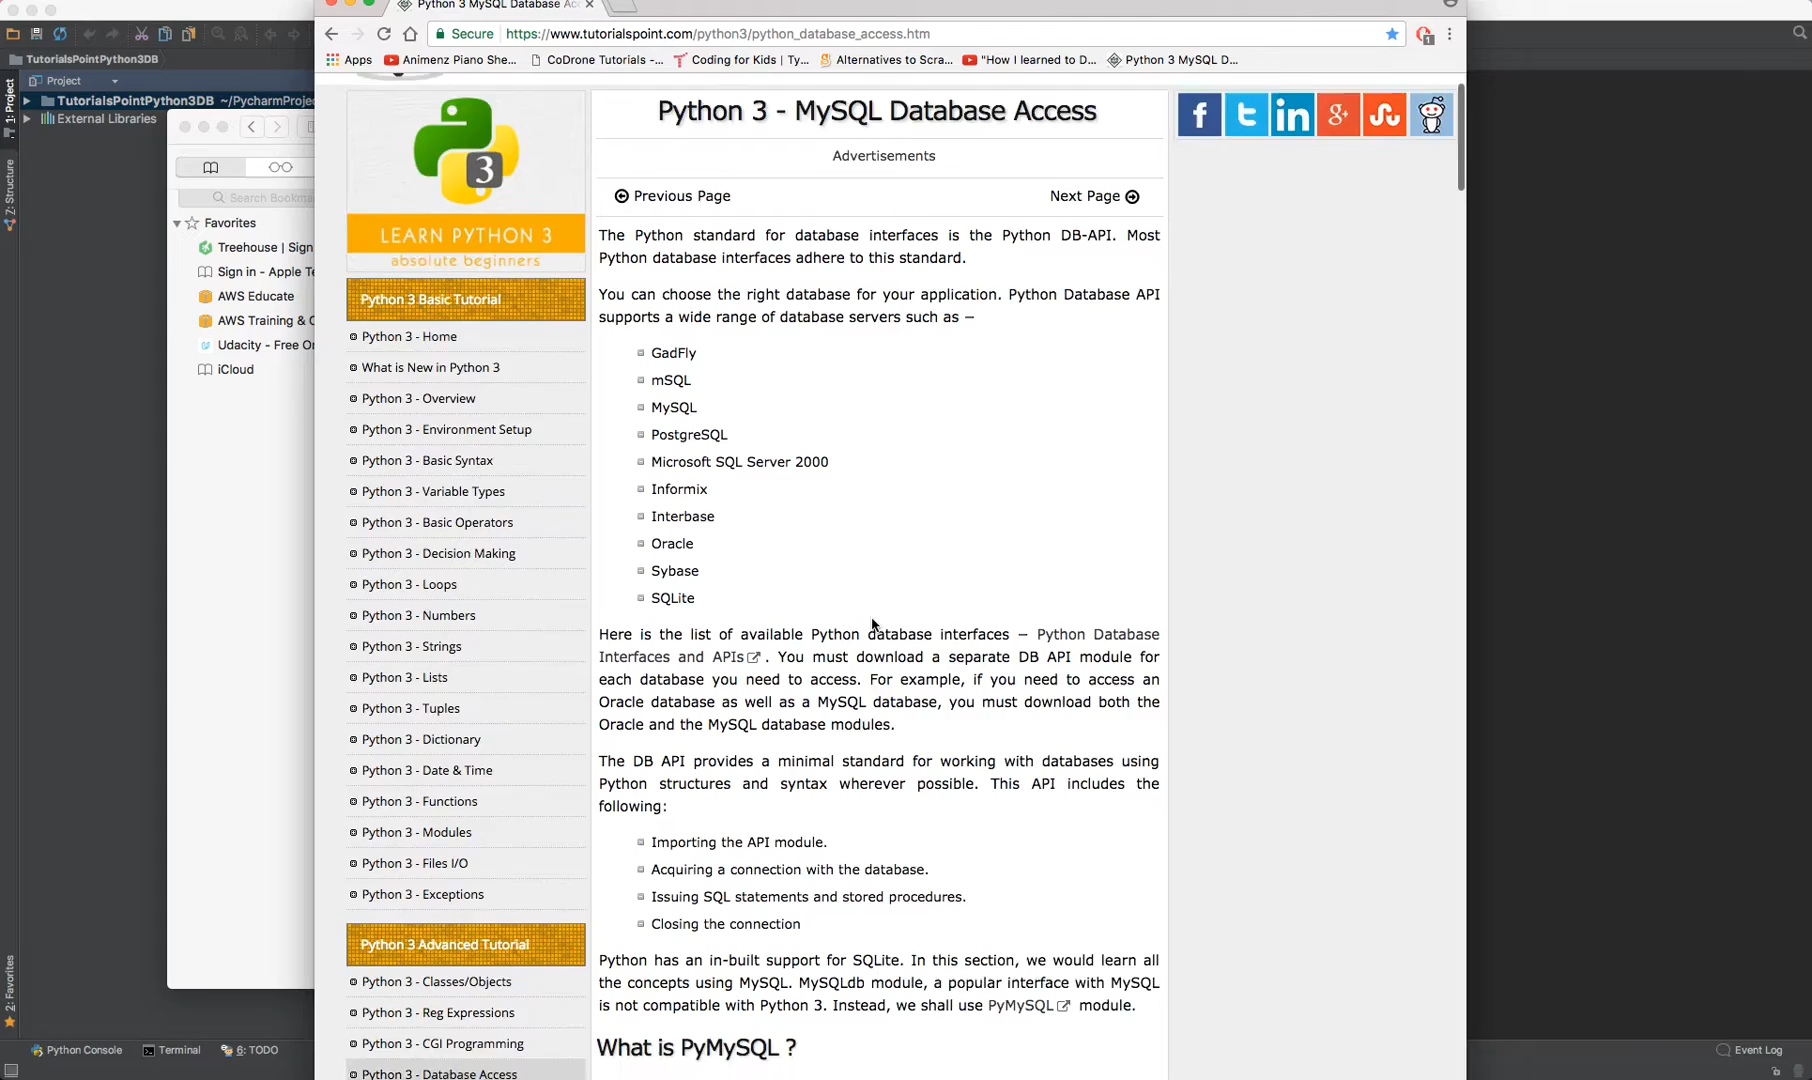 Python 3 MySQL Database Ac
Secure https://www.tutorialspoint.com/python3/python_database_access.htm
Apps Animenz Piano She... CoDrone Tutorials -... Coding for Kids | Ty... Alternatives to Scra... "How I learned to D... Python 3 MySQL D...
TutorialsPointPython3DB
Project
TutorialsPointPython3DB ~/PycharmProj
External Libraries
1: Project
7: Structure
2: Favorites
Search Bookma
Favorites
Treehouse | Sign
Sign in - Apple Te
AWS Educate
AWS Training & C
Udacity - Free On
iCloud
3
LEARN PYTHON 3
absolute beginners
Python 3 Basic Tutorial
Python 3 - Home
What is New in Python 3
Python 3 - Overview
Python 3 - Environment Setup
Python 3 - Basic Syntax
Python 3 - Variable Types
Python 3 - Basic Operators
Python 3 - Decision Making
Python 3 - Loops
Python 3 - Numbers
Python 3 - Strings
Python 3 - Lists
Python 3 - Tuples
Python 3 - Dictionary
Python 3 - Date & Time
Python 3 - Functions
Python 3 - Modules
Python 3 - Files I/O
Python 3 - Exceptions
Python 3 Advanced Tutorial
Python 3 - Classes/Objects
Python 3 - Reg Expressions
Python 3 - CGI Programming
Python 3 - Database Access
Python 3 - MySQL Database Access
Advertisements
Previous Page Next Page
The Python standard for database interfaces is the Python DB-API. Most
Python database interfaces adhere to this standard.
You can choose the right database for your application. Python Database API
supports a wide range of database servers such as −
GadFly
mSQL
MySQL
PostgreSQL
Microsoft SQL Server 2000
Informix
Interbase
Oracle
Sybase
SQLite
Here is the list of available Python database interfaces − Python Database
Interfaces and APIs . You must download a separate DB API module for
each database you need to access. For example, if you need to access an
Oracle database as well as a MySQL database, you must download both the
Oracle and the MySQL database modules.
The DB API provides a minimal standard for working with databases using
Python structures and syntax wherever possible. This API includes the
following:
Importing the API module.
Acquiring a connection with the database.
Issuing SQL statements and stored procedures.
Closing the connection
Python has an in-built support for SQLite. In this section, we would learn all
the concepts using MySQL. MySQLdb module, a popular interface with MySQL
is not compatible with Python 3. Instead, we shall use PyMySQL module.
What is PyMySQL ?
f t in g+
Python Console Terminal 6: TODO Event Log